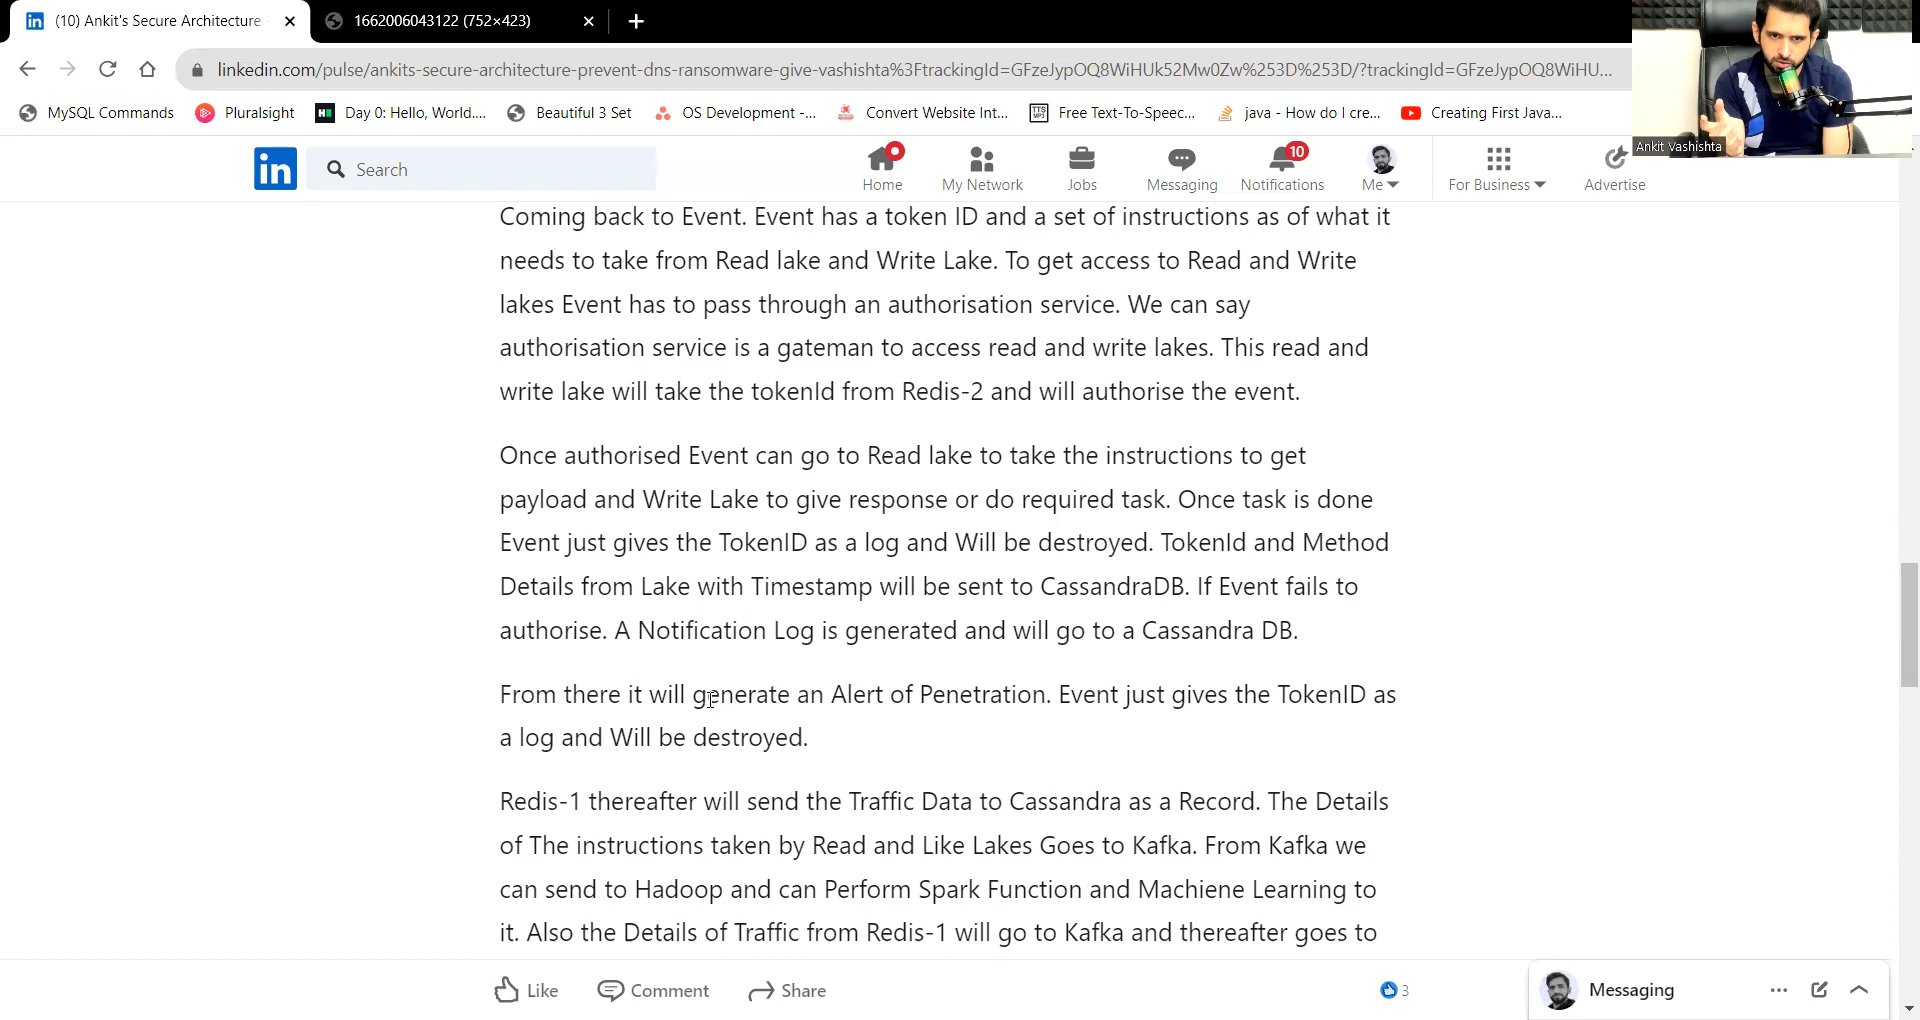 (10) Ankit's Secure Architecture
1662006043122 (752×423)
linkedin.com/pulse/ankits-secure-architecture-prevent-dns-ransomware-give-vashishta%3FtrackingId=GFzeJypOQ8WiHUk52Mw0Zw%253D%253D/?trackingId=GFzeJypOQ8WiHU...
MySQL Commands
Pluralsight
Day 0: Hello, World....
Beautiful 3 Set
OS Development -...
Convert Website Int...
Free Text-To-Speec...
java - How do I cre...
Creating First Java...
Ankit Vashishta
in
Search
Home
My Network
Jobs
Messaging
10
Notifications
Me
For Business
Advertise
Coming back to Event. Event has a token ID and a set of instructions as of what it
needs to take from Read lake and Write Lake. To get access to Read and Write
lakes Event has to pass through an authorisation service. We can say
authorisation service is a gateman to access read and write lakes. This read and
write lake will take the tokenId from Redis-2 and will authorise the event.
Once authorised Event can go to Read lake to take the instructions to get
payload and Write Lake to give response or do required task. Once task is done
Event just gives the TokenID as a log and Will be destroyed. TokenId and Method
Details from Lake with Timestamp will be sent to CassandraDB. If Event fails to
authorise. A Notification Log is generated and will go to a Cassandra DB.
From there it will generate an Alert of Penetration. Event just gives the TokenID as
a log and Will be destroyed.
Redis-1 thereafter will send the Traffic Data to Cassandra as a Record. The Details
of The instructions taken by Read and Like Lakes Goes to Kafka. From Kafka we
can send to Hadoop and can Perform Spark Function and Machiene Learning to
it. Also the Details of Traffic from Redis-1 will go to Kafka and thereafter goes to
Like
Comment
Share
3
Messaging